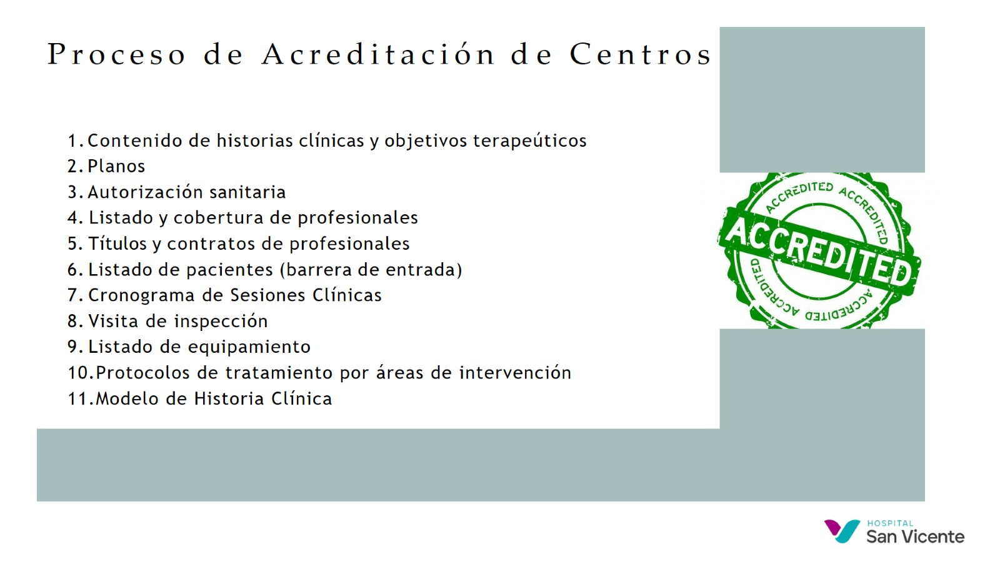 Proceso de Acreditación de Centros
1. Contenido de historias clínicas y objetivos terapeúticos
2. Planos
3. Autorización sanitaria
4. Listado y cobertura de profesionales
5. Títulos y contratos de profesionales
6. Listado de pacientes (barrera de entrada)
7. Cronograma de Sesiones Clínicas
8. Visita de inspección
9. Listado de equipamiento
10.Protocolos de tratamiento por áreas de intervención
11.Modelo de Historia Clínica
ACCREDITED ACCREDITED
ACCREDITED
ACCREDITED ACCREDITED ACCREDITED
HOSPITAL
San Vicente